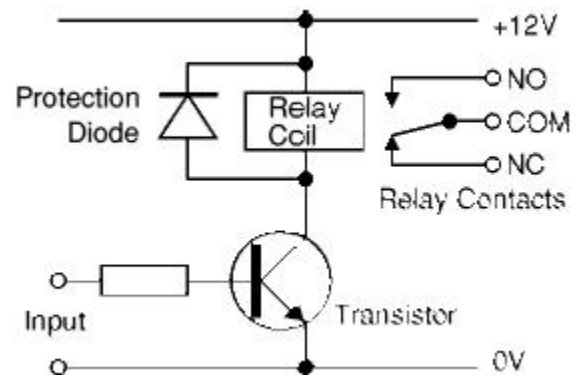 +12V
Protection
Diode
Relay
Coil
NO
COM
NC
Relay Contacts
Input
Transistor
0V